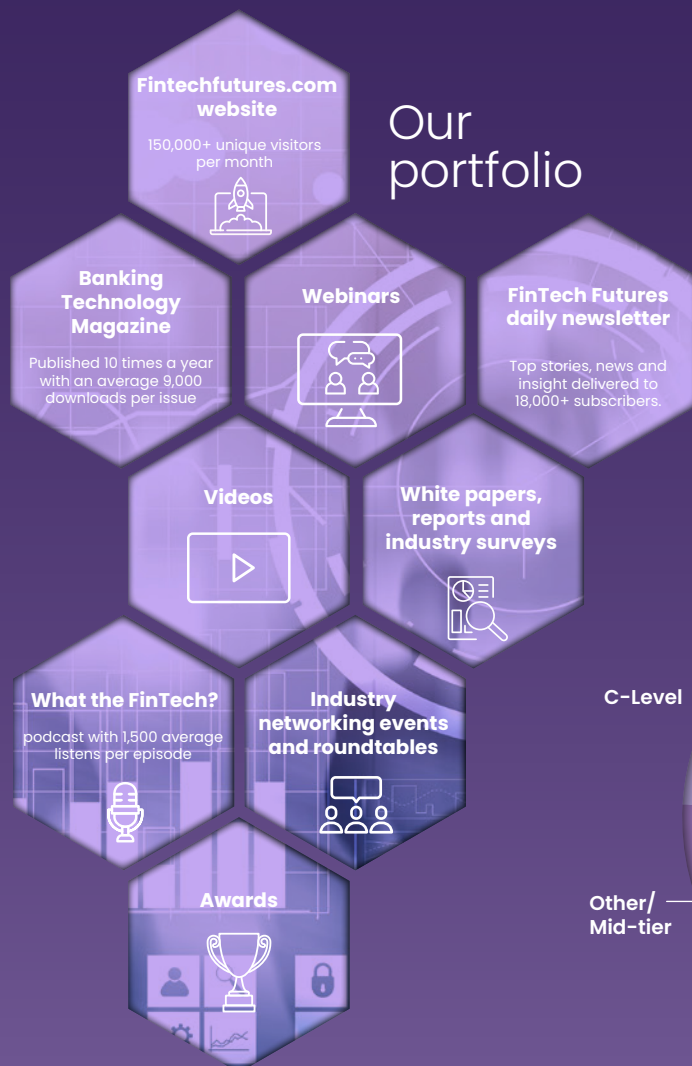 Fintechfutures.com
website
150,000+ unique visitors
per month
Our
portfolio
Banking
Technology
Magazine
Published 10 times a year
with an average 9,000
downloads per issue
Webinars
FinTech Futures
daily newsletter
Top stories, news and
insight delivered to
18,000+ subscribers.
Videos
White papers,
reports and
industry surveys
What the FinTech?
podcast with 1,500 average
listens per episode
Industry
networking events
and roundtables
C-Level
Other/
Mid-tier
Awards